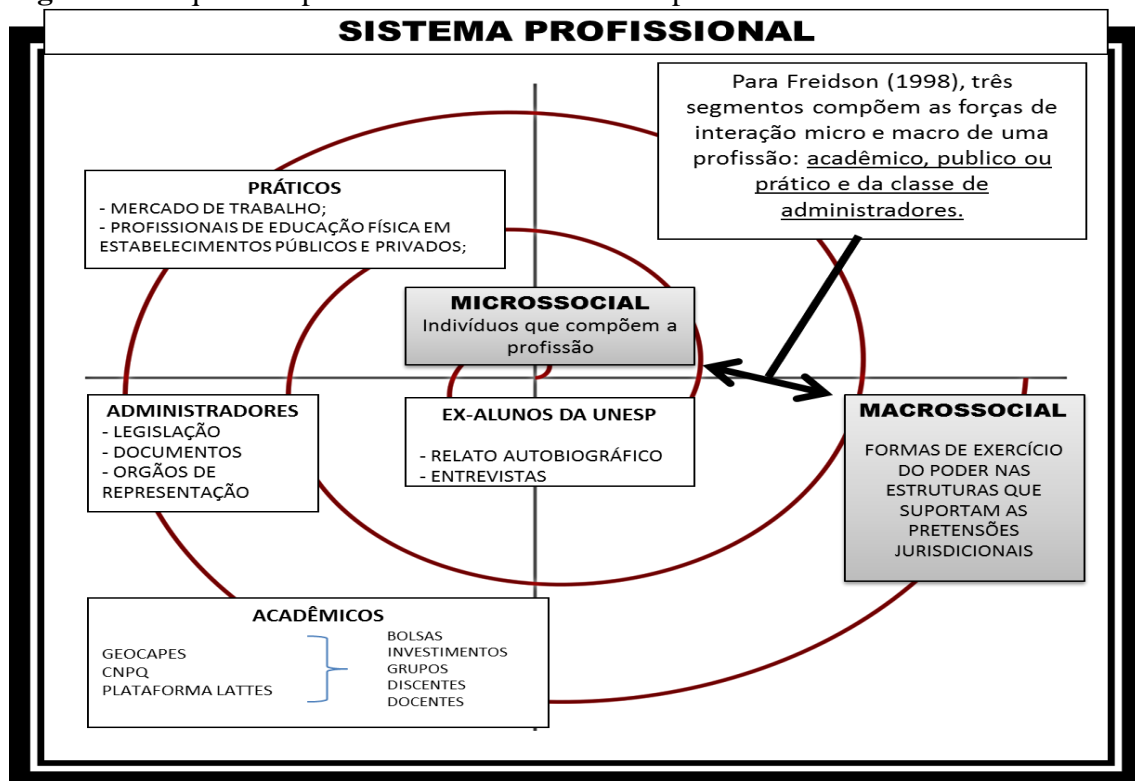 SISTEMA PROFISSIONAL
Para Freidson (1998), três
segmentos compõem as forças de
interação micro e macro de uma
profissão: acadêmico, publico ou
prático e da classe de
administradores.
PRÁTICOS
- MERCADO DE TRABALHO;
- PROFISSIONAIS DE EDUCAÇÃO FÍSICA EM
ESTABELECIMENTOS PÚBLICOS E PRIVADOS;
MICROSSOCIAL
Indivíduos que compõem a
profissão
ADMINISTRADORES
- LEGISLAÇÃO
- DOCUMENTOS
- ORGÃOS DE
REPRESENTAÇÃO
EX-ALUNOS DA UNESP
- RELATO AUTOBIOGRÁFICO
- ENTREVISTAS
MACROSSOCIAL
FORMAS DE EXERCÍCIO
DO PODER NAS
ESTRUTURAS QUE
SUPORTAM AS
PRETENSÕES
JURISDICIONAIS
ACADÊMICOS
GEOCAPES
CNPQ
PLATAFORMA LATTES
BOLSAS
INVESTIMENTOS
GRUPOS
DISCENTES
DOCENTES